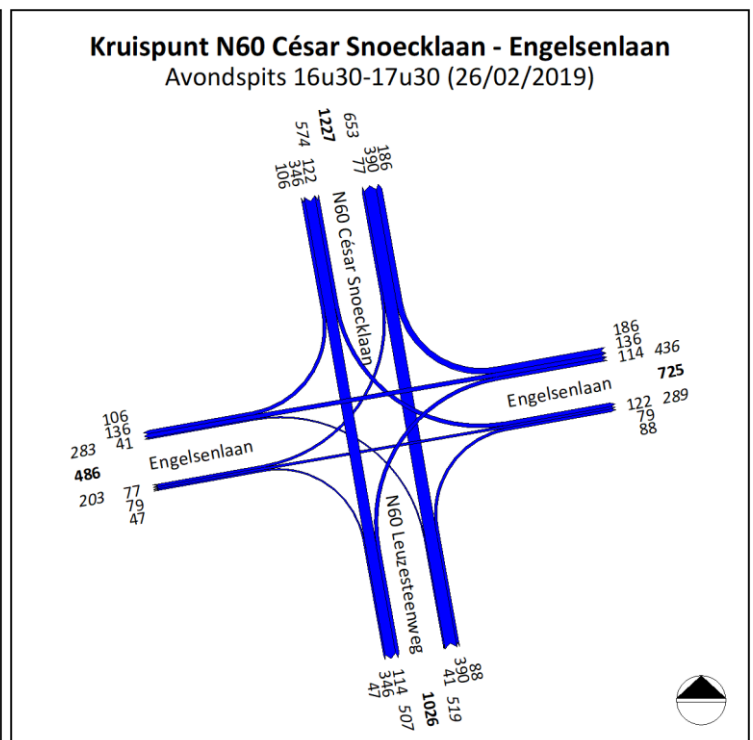 Kruispunt N60 César Snoecklaan - Engelsenlaan
Avondspits 16u30-17u30 (26/02/2019)
574 1227 653
106 346 122
77 390 186
N60 César Snoecklaan
186
136
114 436
725
Engelsenlaan
122 289
79
88
106
136
283 41
486
Engelsenlaan
203 77
79
47
N60 Leuzesteenweg
47 346 114
507 1026 519
41 390 88